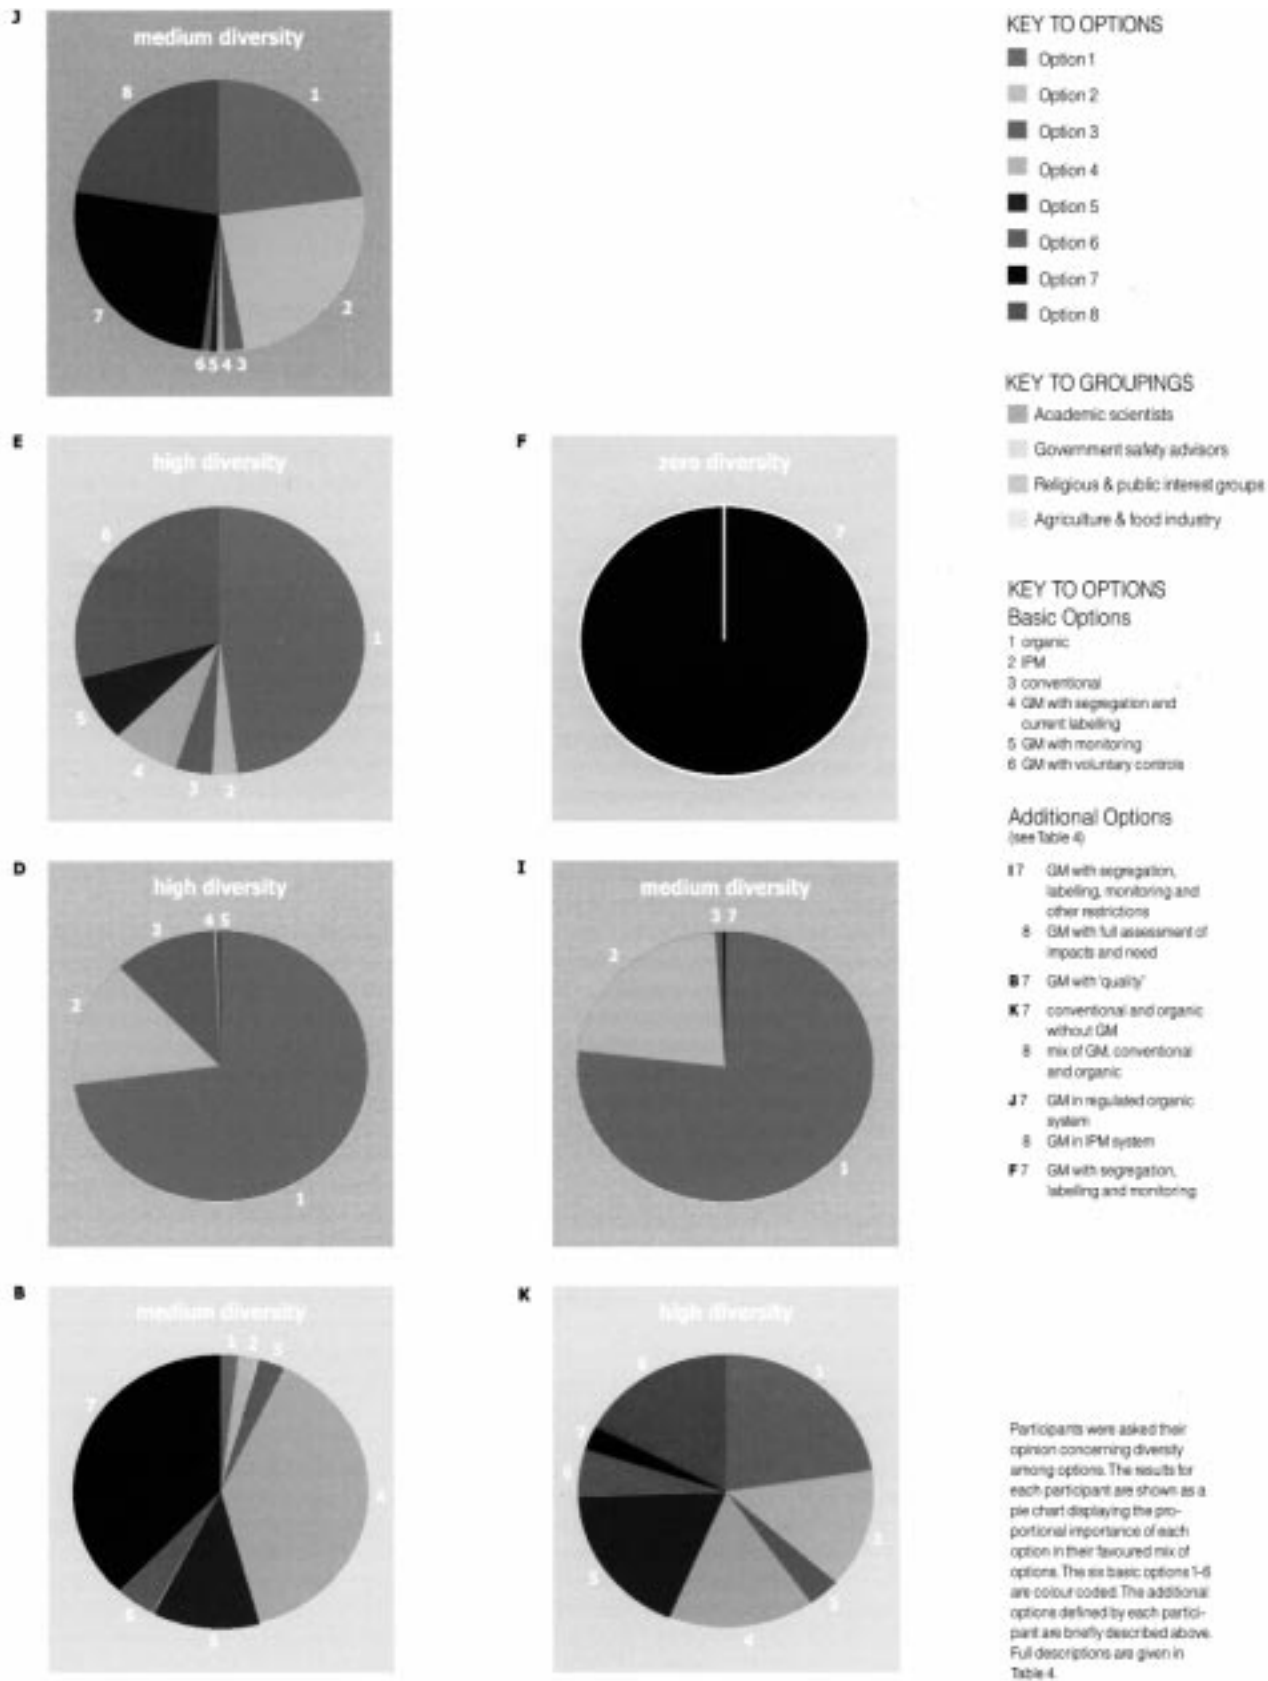 J
medium diversity
8
1
7
2
6 5 4 3
E
high diversity
6
1
5
4
3
2
F
zero diversity
7
D
high diversity
4 5
3
2
1
I
medium diversity
3 7
2
1
B
medium diversity
1 2 3
7
4
6
5
K
high diversity
8
1
7
6
2
5
3
4
KEY TO OPTIONS
Option 1
Option 2
Option 3
Option 4
Option 5
Option 6
Option 7
Option 8
KEY TO GROUPINGS
Academic scientists
Government safety advisors
Religious & public interest groups
Agriculture & food industry
KEY TO OPTIONS
Basic Options
1 organic
2 IPM
3 conventional
4 GM with segregation and
current labelling
5 GM with monitoring
6 GM with voluntary controls
Additional Options
(see Table 4)
I 7 GM with segregation,
labelling, monitoring and
other restrictions
8 GM with full assessment of
impacts and need
B 7 GM with 'quality'
K 7 conventional and organic
without GM
8 mix of GM, conventional
and organic
J 7 GM in regulated organic
system
8 GM in IPM system
F 7 GM with segregation,
labelling and monitoring
Participants were asked their
opinion concerning diversity
among options. The results for
each participant are shown as a
pie chart displaying the pro-
portional importance of each
option in their favoured mix of
options. The six basic options 1-6
are colour coded. The additional
options defined by each partici-
pant are briefly described above.
Full descriptions are given in
Table 4.